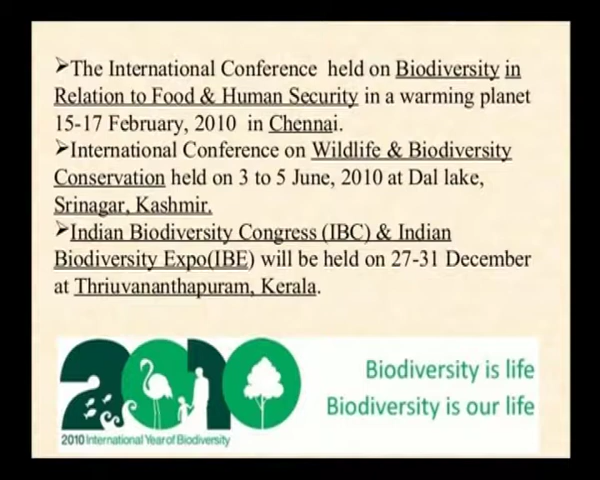 ➢The International Conference held on Biodiversity in
Relation to Food & Human Security in a warming planet
15-17 February, 2010 in Chennai.
➢International Conference on Wildlife & Biodiversity
Conservation held on 3 to 5 June, 2010 at Dal lake,
Srinagar, Kashmir.
➢Indian Biodiversity Congress (IBC) & Indian
Biodiversity Expo(IBE) will be held on 27-31 December
at Thriuvananthapuram, Kerala.
2010
Biodiversity is life
Biodiversity is our life
2010 International Year of Biodiversity